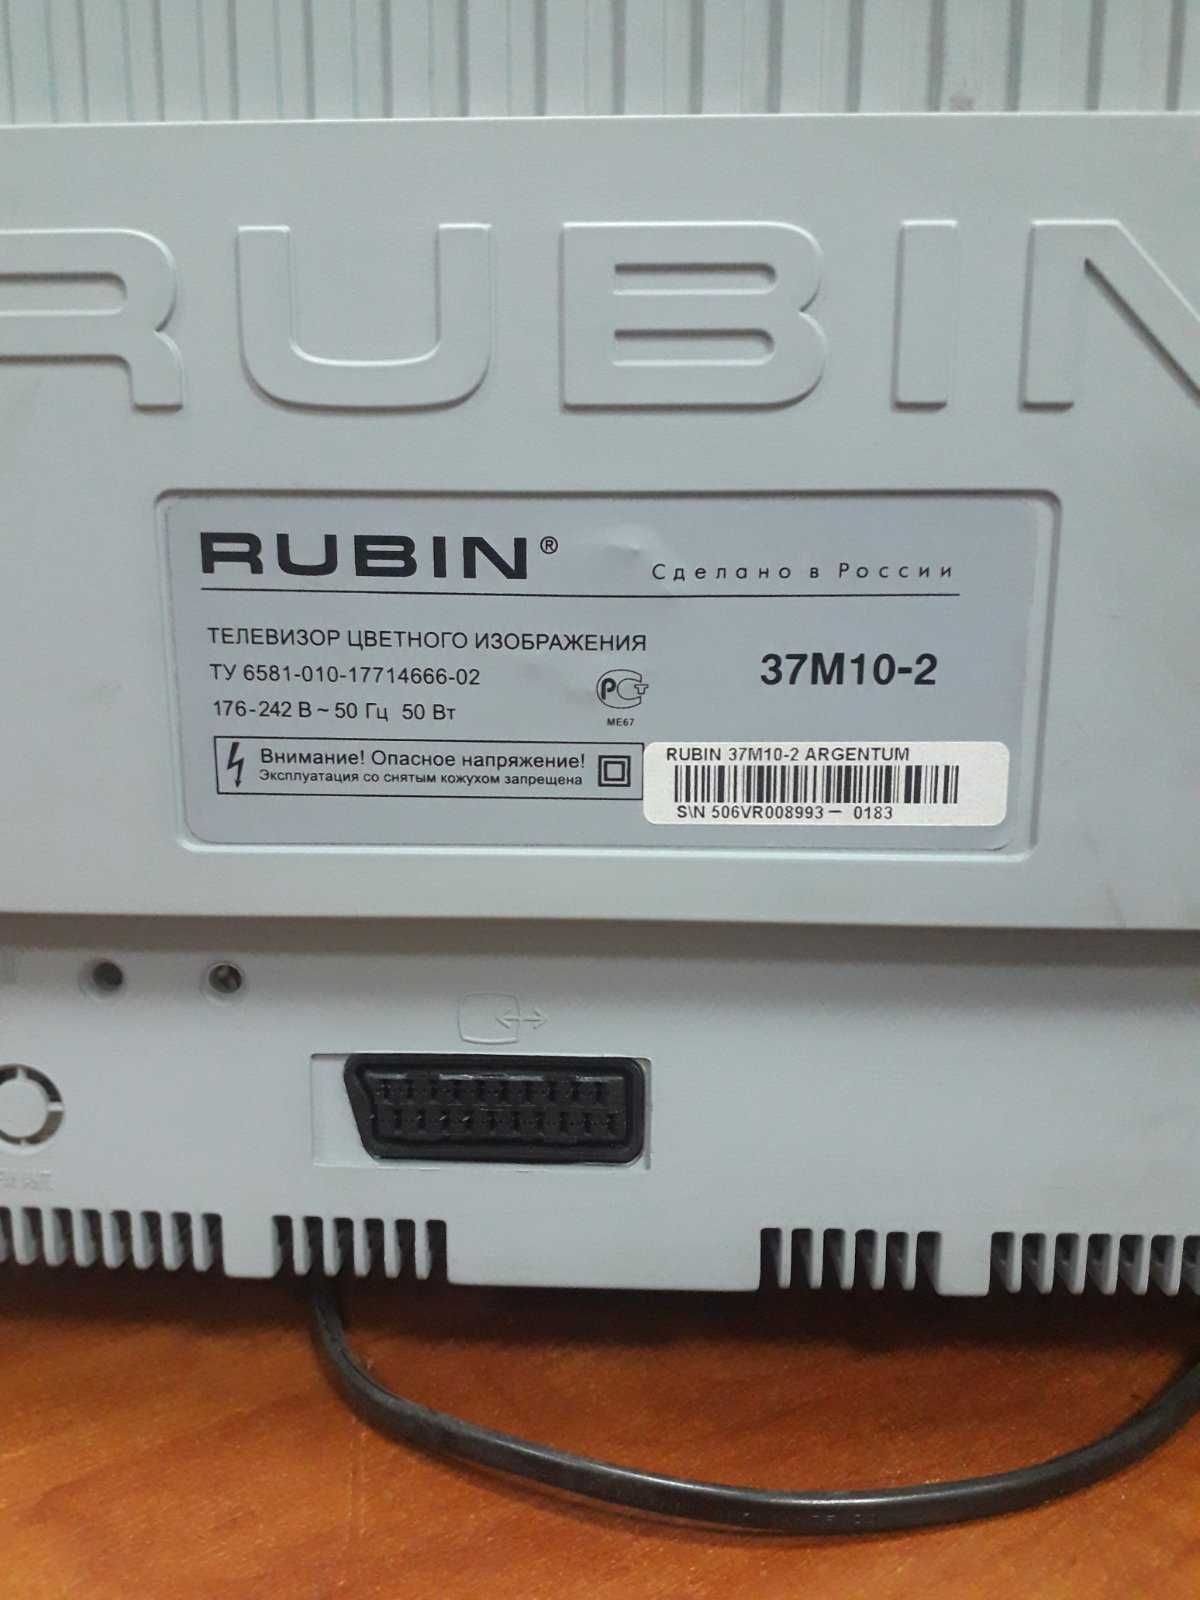 RUBIN
RUBIN®
Сделано в России
ТЕЛЕВИЗОР ЦВЕТНОГО ИЗОБРАЖЕНИЯ
ТУ 6581-010-17714666-02
37M10-2
176-242 В ~ 50 Гц 50 Вт
РСТ
ME67
Внимание! Опасное напряжение!
Эксплуатация со снятым кожухом запрещена
RUBIN 37M10-2 ARGENTUM
S\N 506VR008993 – 0183